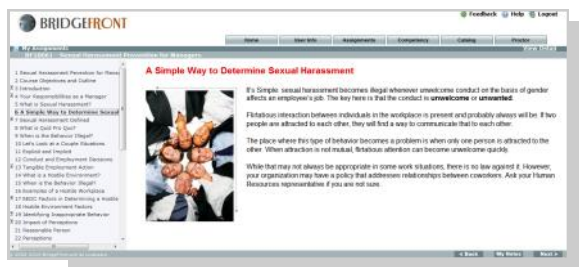 BRIDGEFRONT
Feedback Help Logout
Home User Info Assignments Competency Catalog Proctor
My Assignments
View Detail
Sexual Harassment Prevention for Managers
1 Sexual Harassment Prevention for Mana
2 Course Objectives and Outline
3 Introduction
4 Your Responsibilities as a Manager
5 What is Sexual Harassment?
6 A Simple Way to Determine Sexual
7 Sexual Harassment Defined
8 What is Quid Pro Quo?
9 When is the Behavior Illegal?
10 Let's Look at a Couple Situations
11 Explicit and Implicit
12 Conduct and Employment Decisions
13 Tangible Employment Action
14 What is a Hostile Environment?
15 When is the Behavior Illegal?
16 Examples of a Hostile Workplace
17 EEOC Factors in Determining a Hostile
18 Hostile Environment Factors
19 Identifying Inappropriate Behavior
20 Impact of Perceptions
21 Reasonable Person
22 Perceptions
A Simple Way to Determine Sexual Harassment
It's Simple: sexual harassment becomes illegal whenever unwelcome conduct on the basis of gender
affects an employee's job. The key here is that the conduct is unwelcome or unwanted.
Flirtatious interaction between individuals in the workplace is present and probably always will be. If two
people are attracted to each other, they will find a way to communicate that to each other.
The place where this type of behavior becomes a problem is when only one person is attracted to the
other. When attraction is not mutual, flirtatious attention can become unwelcome quickly.
While that may not always be appropriate in some work situations, there is no law against it. However,
your organization may have a policy that addresses relationships between coworkers. Ask your Human
Resources representative if you are not sure.
< Back My Notes Next >